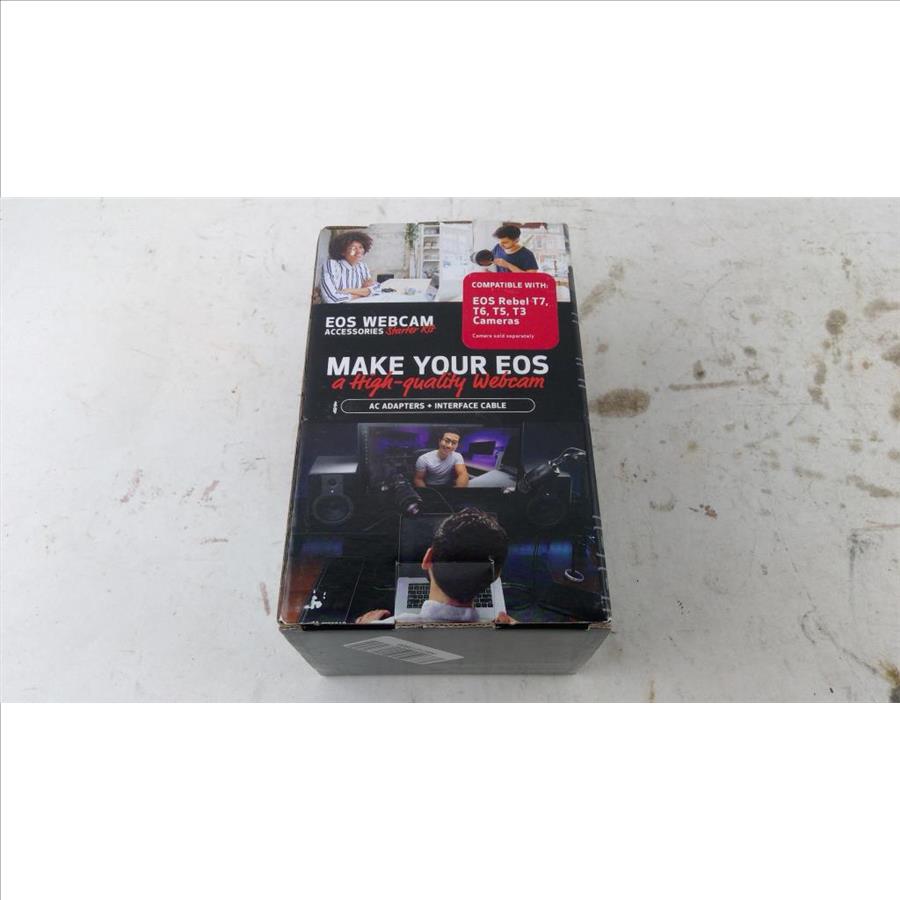 COMPATIBLE WITH:
EOS Rebel T7,
T6, T5, T3
Cameras
Camera sold separately
EOS WEBCAM
ACCESSORIES Starter Kit
MAKE YOUR EOS
a High-quality Webcam
AC ADAPTERS + INTERFACE CABLE